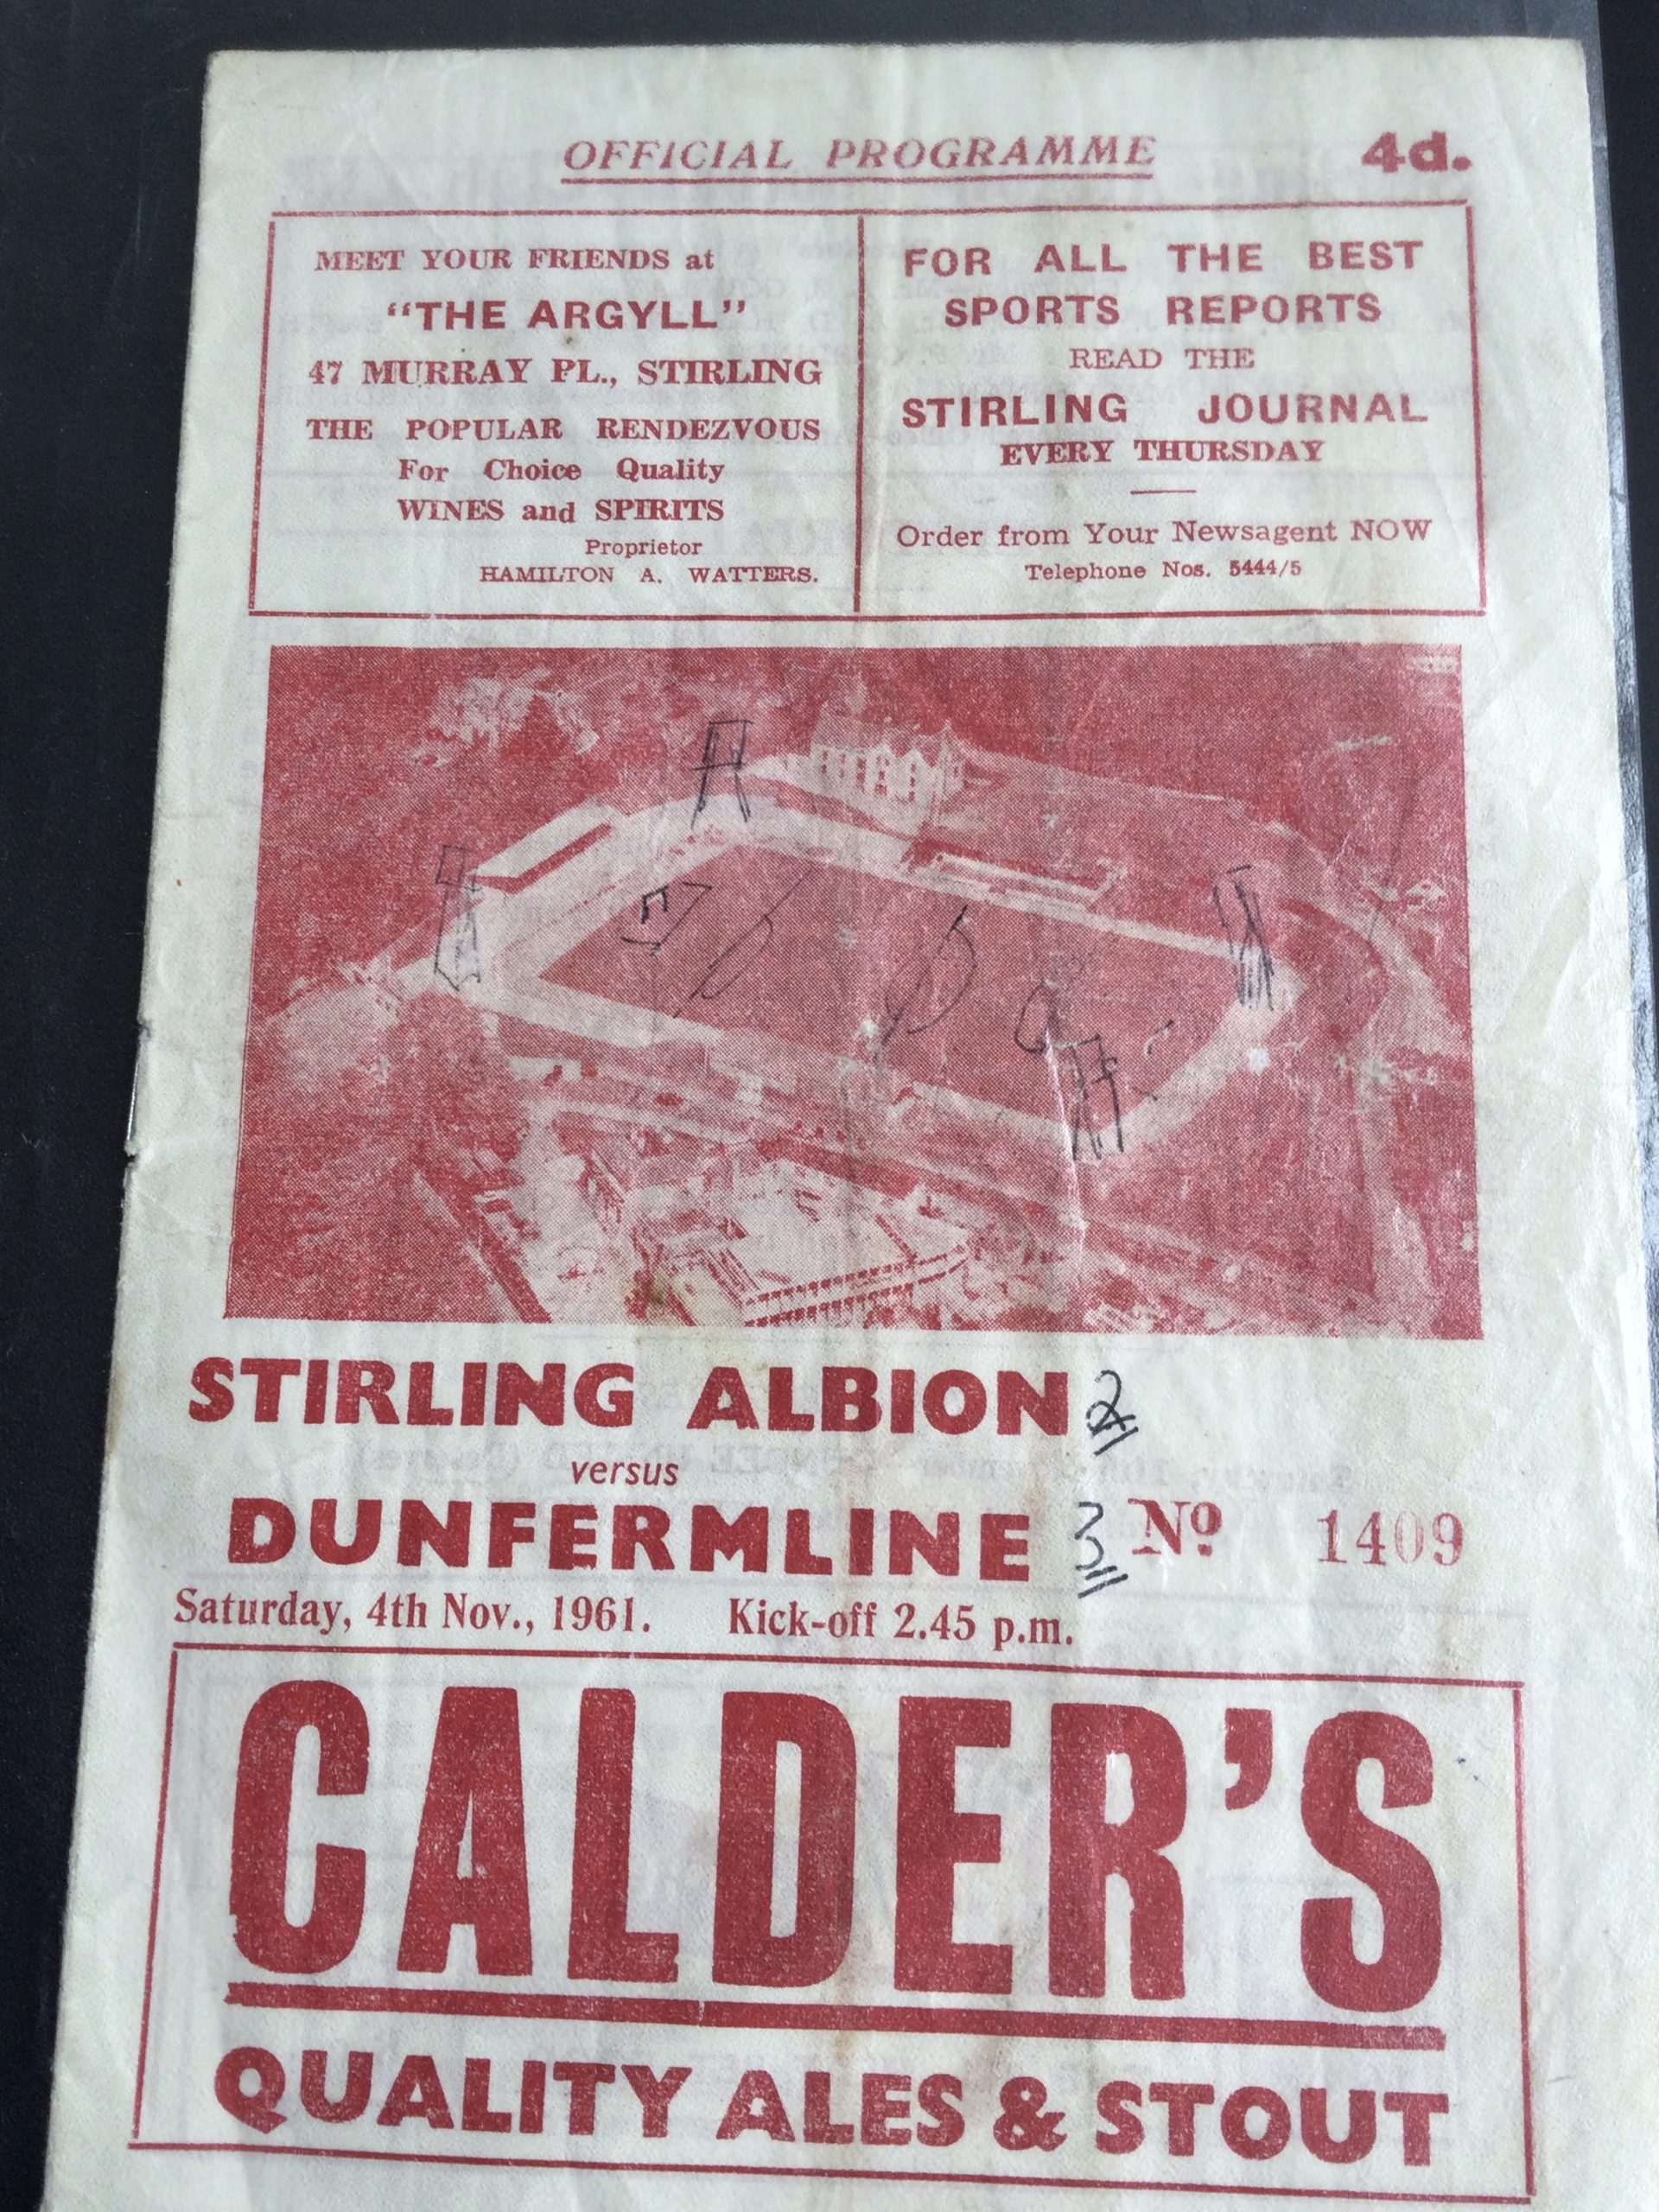 OFFICIAL PROGRAMME 4d.
MEET YOUR FRIENDS at
"THE ARGYLL"
47 MURRAY PL., STIRLING
THE POPULAR RENDEZVOUS
For Choice Quality
WINES and SPIRITS
Proprietor
HAMILTON A. WATTERS.
FOR ALL THE BEST
SPORTS REPORTS
READ THE
STIRLING JOURNAL
EVERY THURSDAY
Order from Your Newsagent NOW
Telephone Nos. 5444/5
STIRLING ALBION 2
versus
DUNFERMLINE 3 No. 1409
Saturday, 4th Nov., 1961. Kick-off 2.45 p.m.
CALDER'S
QUALITY ALES & STOUT